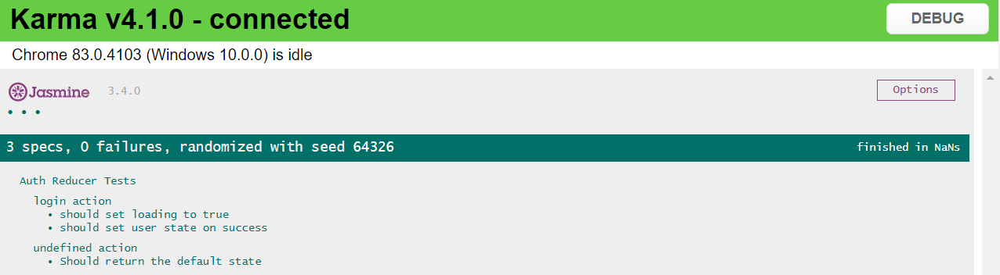 Karma v4.1.0 - connected
DEBUG
Chrome 83.0.4103 (Windows 10.0.0) is idle
Jasmine 3.4.0
Options
• • •
3 specs, 0 failures, randomized with seed 64326
finished in NaNs
Auth Reducer Tests
login action
• should set loading to true
• should set user state on success
undefined action
• Should return the default state